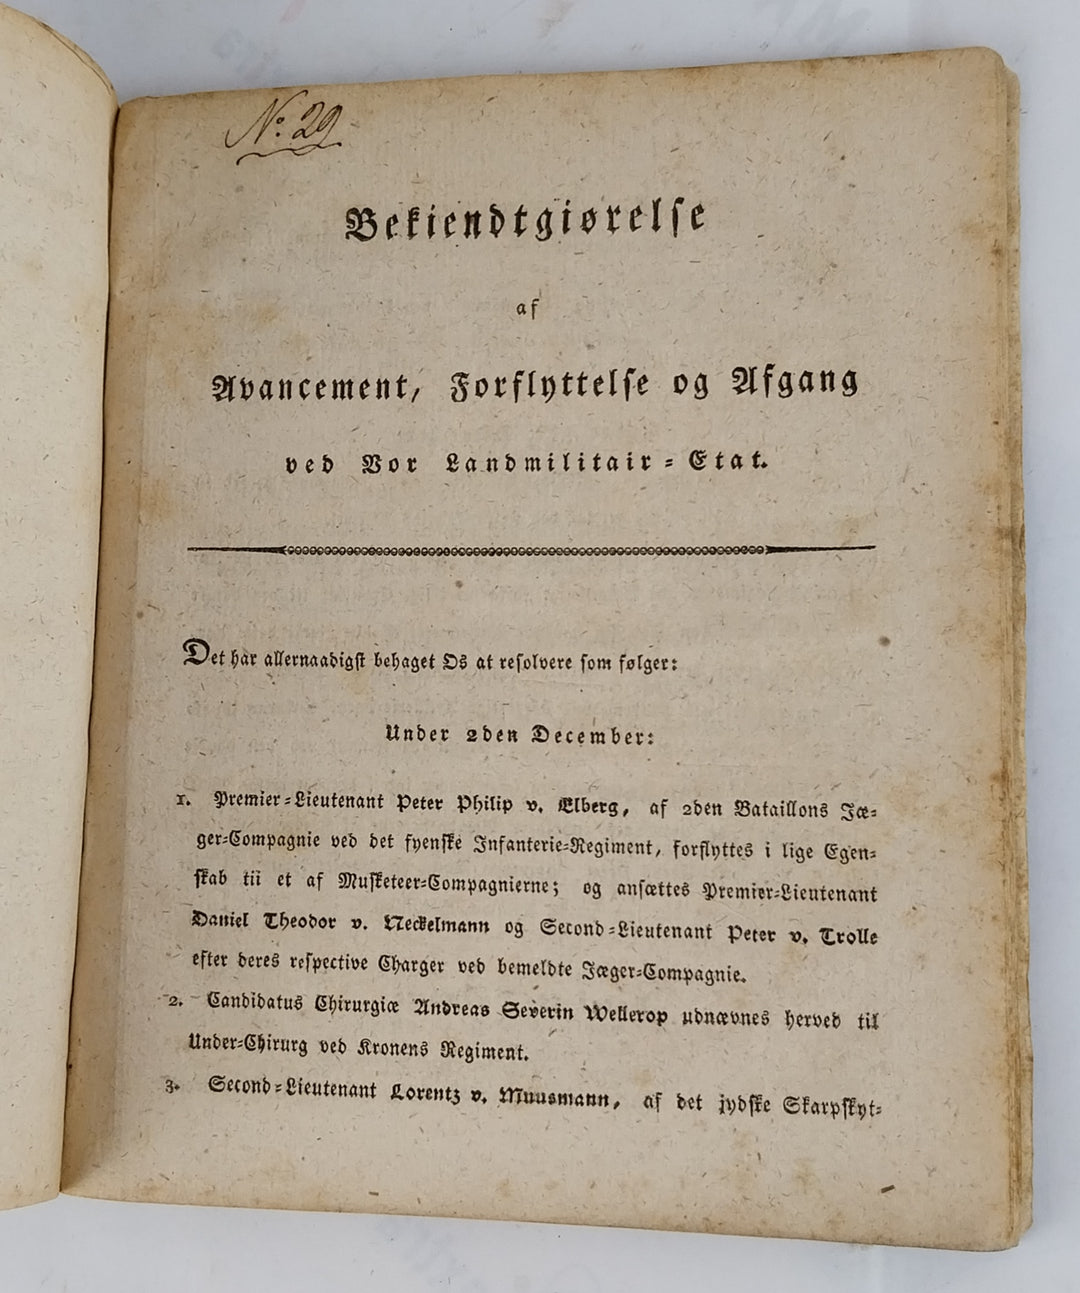 No. 29
Bekiendtgiørelse
af
Avancement, Forflyttelse og Afgang
ved Vor Landmilitair-Etat.
Det har allernaadigst behaget Os at resolvere som følger:
Under 2den December:
1. Premier-Lieutenant Peter Philip v. Elberg, af 2den Bataillons Jæ-
ger-Compagnie ved det fyenske Infanterie-Regiment, forflyttes i lige Egen-
skab tii et af Musketeer-Compagnierne; og ansættes Premier-Lieutenant
Daniel Theodor v. Neckelmann og Second-Lieutenant Peter v. Trolle
efter deres respective Charger ved bemeldte Jæger-Compagnie.
2. Candidatus Chirurgiæ Andreas Severin Wellerop udnævnes herved til
Under-Chirurg ved Kronens Regiment.
3. Second-Lieutenant Lorentz v. Muusmann, af det jydske Skarpskyt-